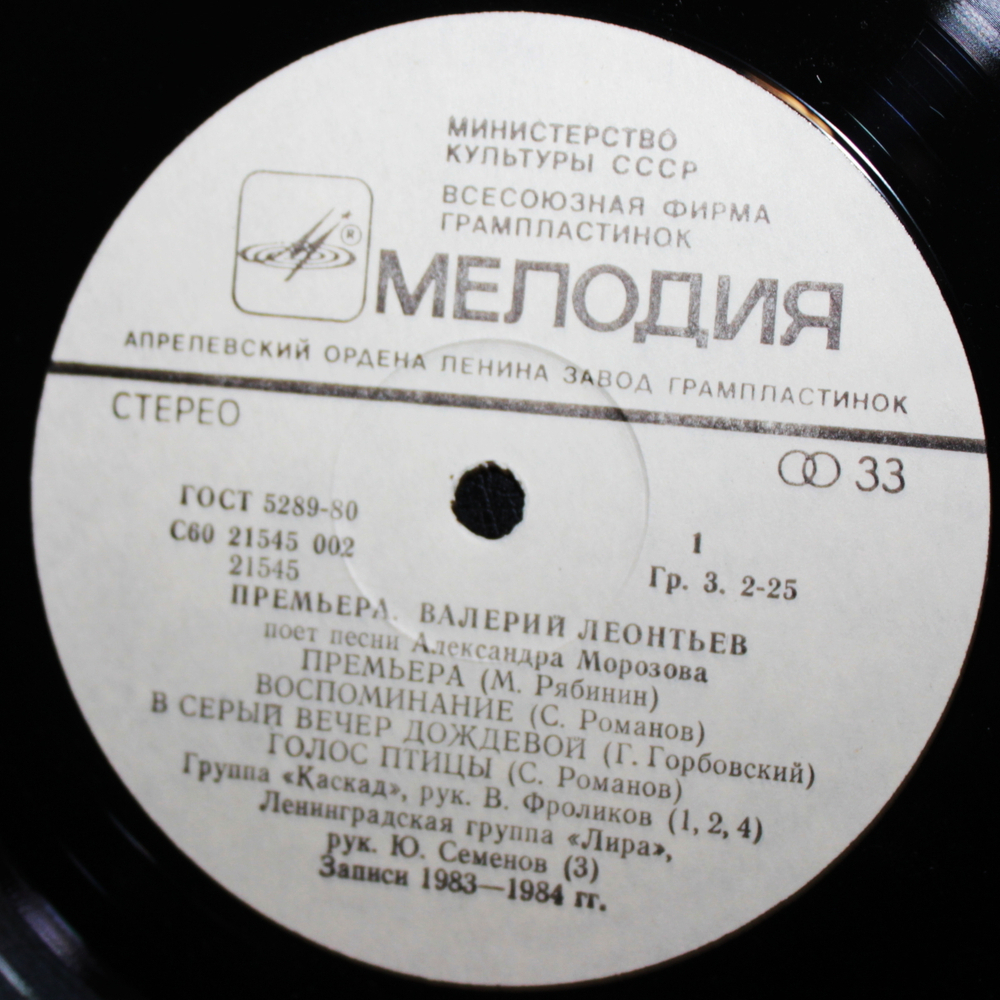 МИНИСТЕРСТВО
КУЛЬТУРЫ СССР
ВСЕСОЮЗНАЯ ФИРМА
ГРАМПЛАСТИНОК
®
МЕЛОДИЯ
АПРЕЛЕВСКИЙ ОРДЕНА ЛЕНИНА ЗАВОД ГРАМПЛАСТИНОК
СТЕРЕО
33
ГОСТ 5289-80
С60 21545 002
21545
1
Гр. 3. 2-25
ПРЕМЬЕРА. ВАЛЕРИЙ ЛЕОНТЬЕВ
поет песни Александра Морозова
ПРЕМЬЕРА (М. Рябинин)
ВОСПОМИНАНИЕ (С. Романов)
В СЕРЫЙ ВЕЧЕР ДОЖДЕВОЙ (Г. Горбовский)
ГОЛОС ПТИЦЫ (С. Романов)
Группа «Каскад», рук. В. Фроликов (1, 2, 4)
Ленинградская группа «Лира»,
рук. Ю. Семенов (3)
Записи 1983—1984 гг.